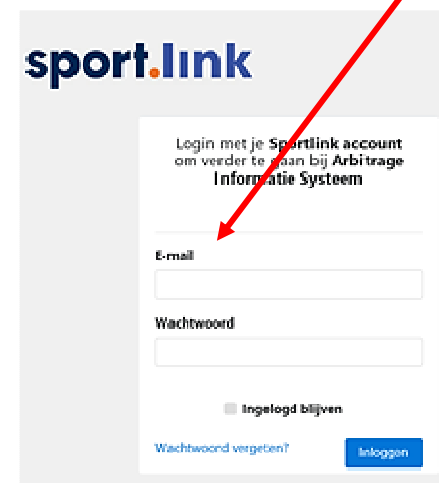 sport.link
Login met je Sportlink account
om verder te gaan bij Arbitrage
Informatie Systeem
E-mail
Wachtwoord
Ingelogd blijven
Wachtwoord vergeten?
Inloggen